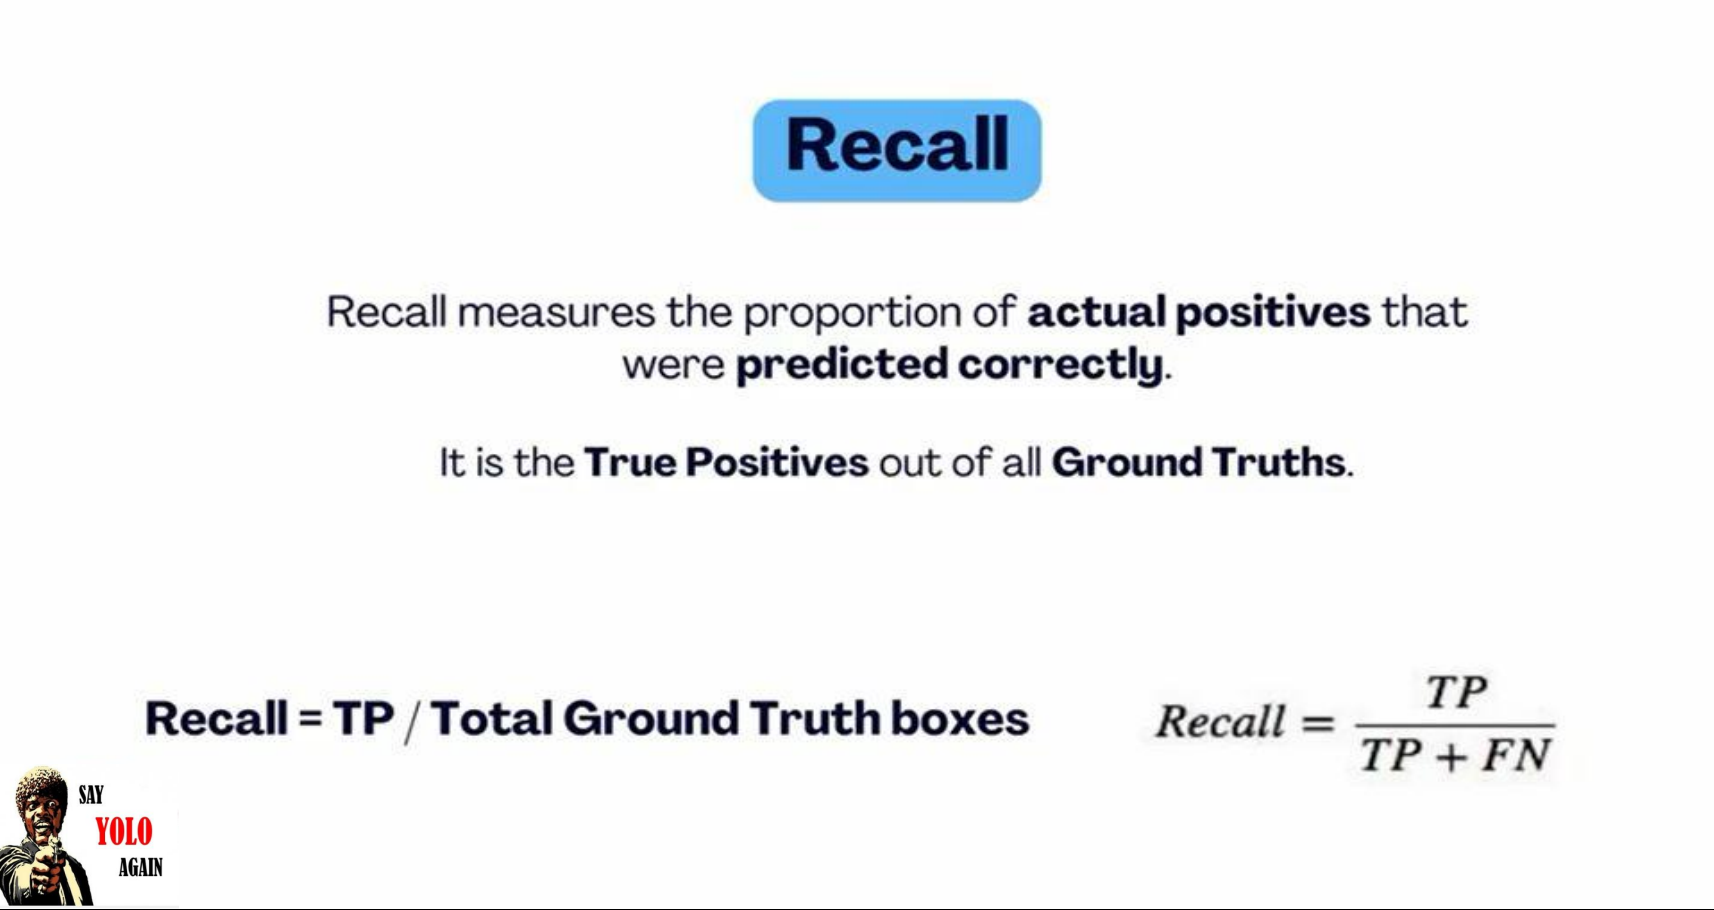 Recall
Recall measures the proportion of actual positives that
were predicted correctly.
It is the True Positives out of all Ground Truths.
Recall = TP / Total Ground Truth boxes
Recall = TP / TP + FN
SAY
YOLO
AGAIN